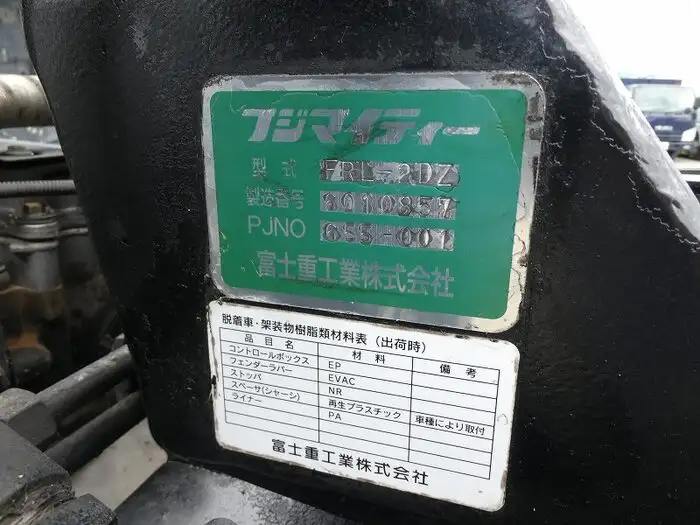 フジマイティー
型式 FRL-2DZ
製造番号 3010857
PJNO 655-001
富士重工業株式会社
脱着車・架装物樹脂類材料表（出荷時）
品目名 材料 備考
コントロールボックス EP
フェンダーラバー EVAC
ストッパ NR
スペーサ(シャーシ) 再生プラスチック
ライナー PA 車種により取付
富士重工業株式会社